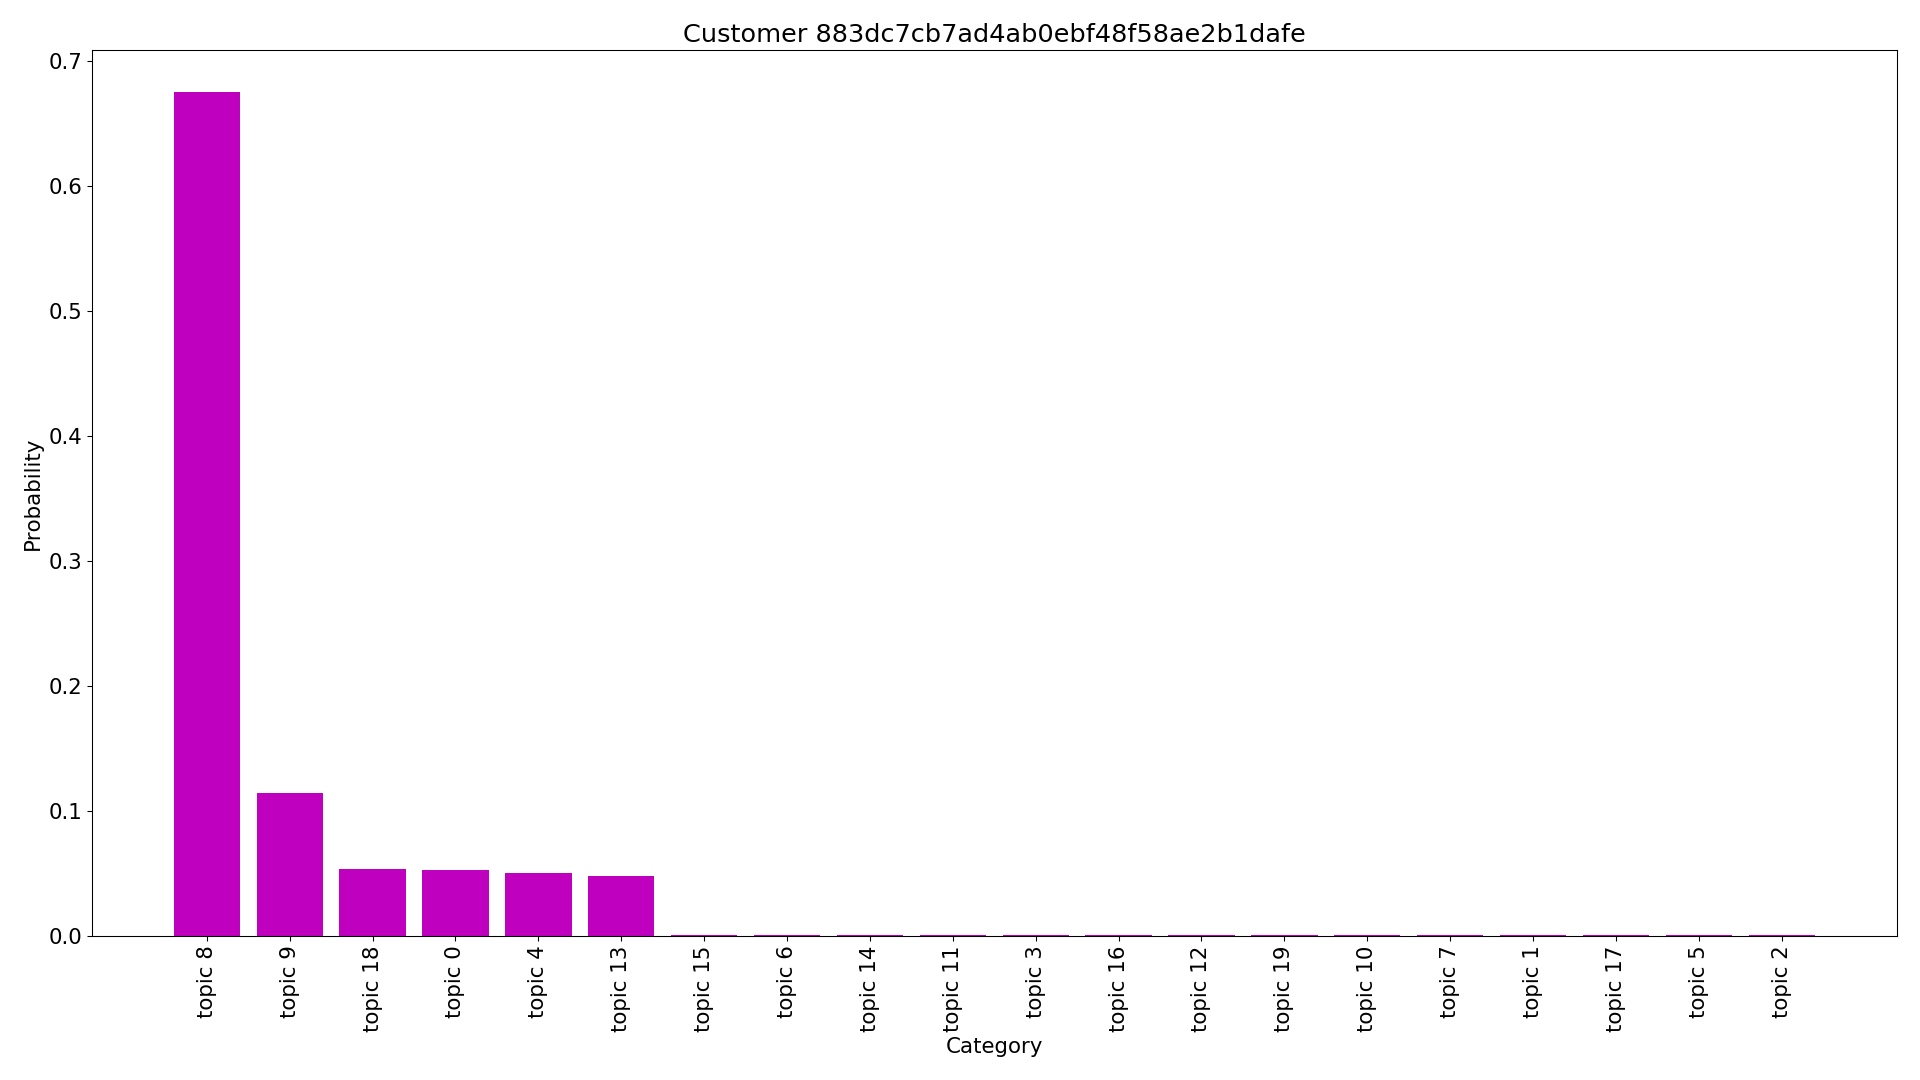 Customer 883dc7cb7ad4ab0ebf48f58ae2b1dafe
0.7
0.6
0.5
0.4
0.3
0.2
0.1
0.0
Probability
topic 8
topic 9
topic 18
topic 0
topic 4
topic 13
topic 15
topic 6
topic 14
topic 11
topic 3
topic 16
topic 12
topic 19
topic 10
topic 7
topic 1
topic 17
topic 5
topic 2
Category